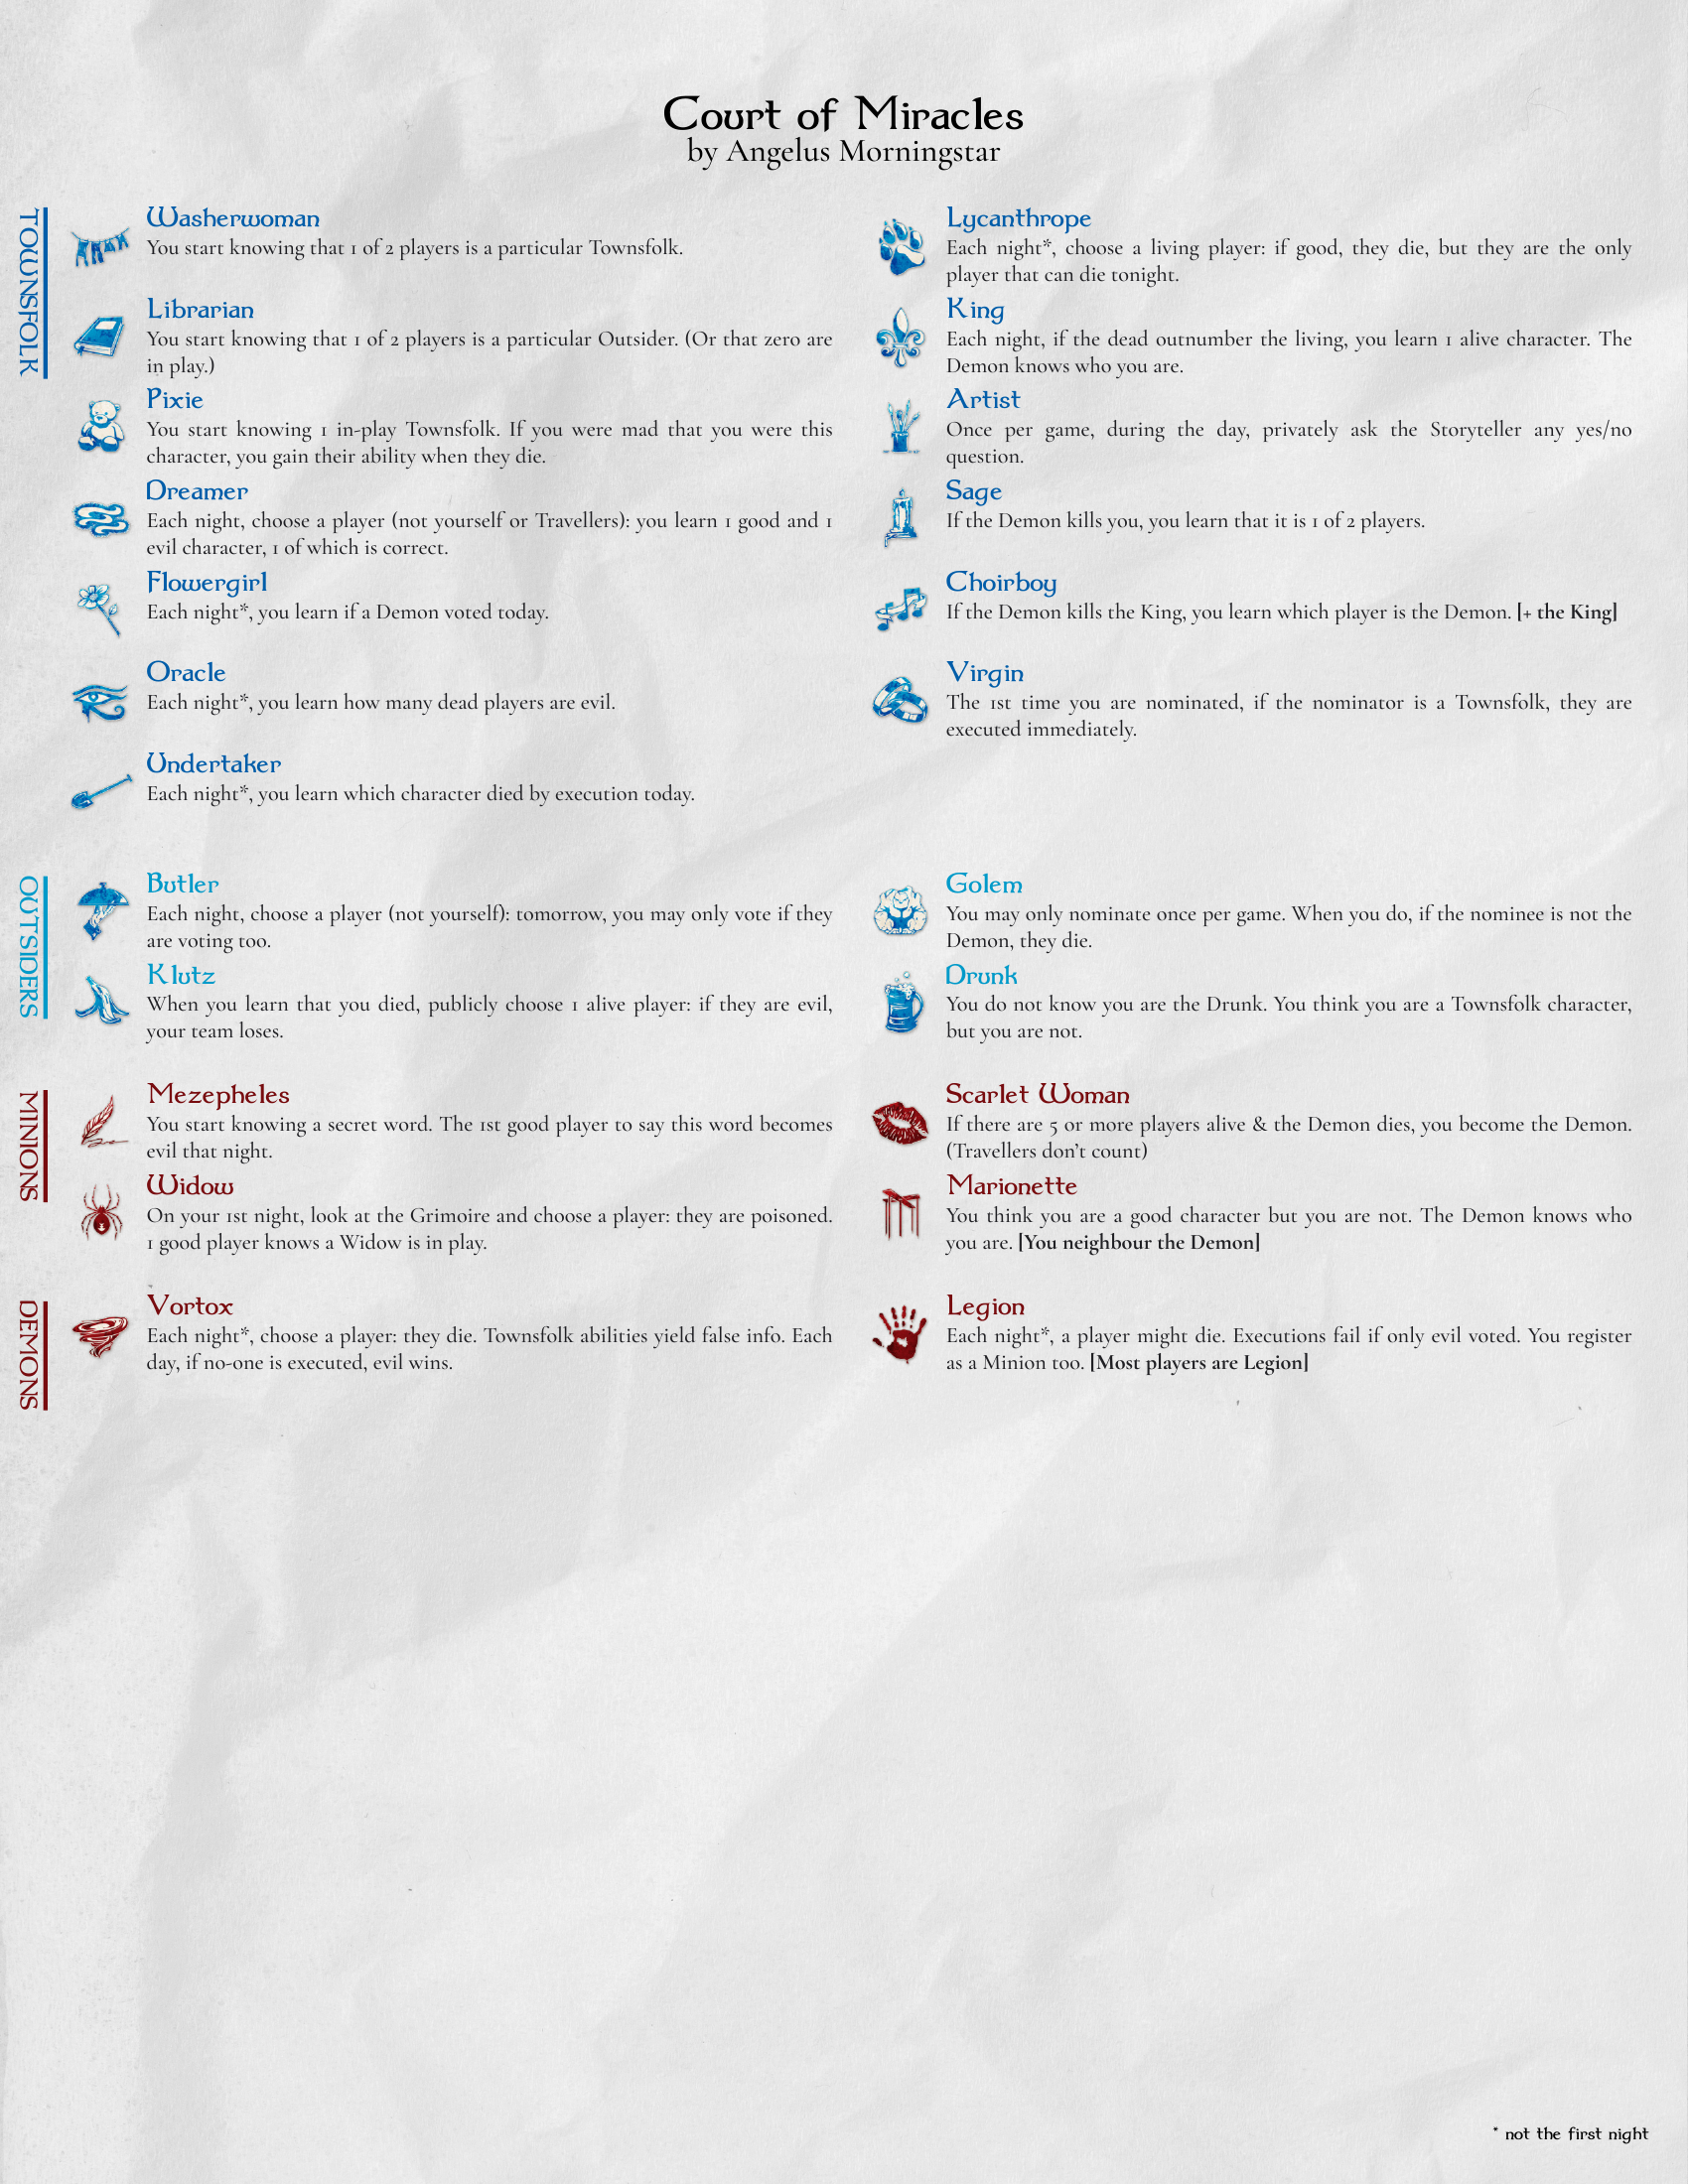 Court of Miracles
by Angelus Morningstar
TOWNSFOLK
Washerwoman
You start knowing that 1 of 2 players is a particular Townsfolk.
Librarian
You start knowing that 1 of 2 players is a particular Outsider. (Or that zero are
in play.)
Pixie
You start knowing 1 in-play Townsfolk. If you were mad that you were this
character, you gain their ability when they die.
Dreamer
Each night, choose a player (not yourself or Travellers): you learn 1 good and 1
evil character, 1 of which is correct.
Flowergirl
Each night*, you learn if a Demon voted today.
Oracle
Each night*, you learn how many dead players are evil.
Undertaker
Each night*, you learn which character died by execution today.
Lycanthrope
Each night*, choose a living player: if good, they die, but they are the only
player that can die tonight.
King
Each night, if the dead outnumber the living, you learn 1 alive character. The
Demon knows who you are.
Artist
Once per game, during the day, privately ask the Storyteller any yes/no
question.
Sage
If the Demon kills you, you learn that it is 1 of 2 players.
Choirboy
If the Demon kills the King, you learn which player is the Demon. [+ the King]
Virgin
The 1st time you are nominated, if the nominator is a Townsfolk, they are
executed immediately.
OUTSIDERS
Butler
Each night, choose a player (not yourself): tomorrow, you may only vote if they
are voting too.
Klutz
When you learn that you died, publicly choose 1 alive player: if they are evil,
your team loses.
Golem
You may only nominate once per game. When you do, if the nominee is not the
Demon, they die.
Drunk
You do not know you are the Drunk. You think you are a Townsfolk character,
but you are not.
MINIONS
Mezepheles
You start knowing a secret word. The 1st good player to say this word becomes
evil that night.
Widow
On your 1st night, look at the Grimoire and choose a player: they are poisoned.
1 good player knows a Widow is in play.
Scarlet Woman
If there are 5 or more players alive & the Demon dies, you become the Demon.
(Travellers don't count)
Marionette
You think you are a good character but you are not. The Demon knows who
you are. [You neighbour the Demon]
DEMONS
Vortox
Each night*, choose a player: they die. Townsfolk abilities yield false info. Each
day, if no-one is executed, evil wins.
Legion
Each night*, a player might die. Executions fail if only evil voted. You register
as a Minion too. [Most players are Legion]
* not the first night